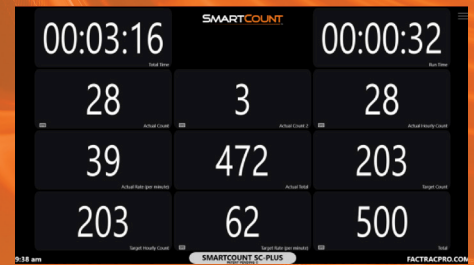 00:03:16
Total Time
SMARTCOUNT
00:00:32
Run Time
28
Actual Count
3
Actual Count 2
28
Actual Hourly Count
39
Actual Rate (per minute)
472
Actual Total
203
Target Count
203
Target Hourly Count
62
Target Rate (per minute)
500
Total
9:38 am
SMARTCOUNT SC-PLUS
FACTRACPRO.COM